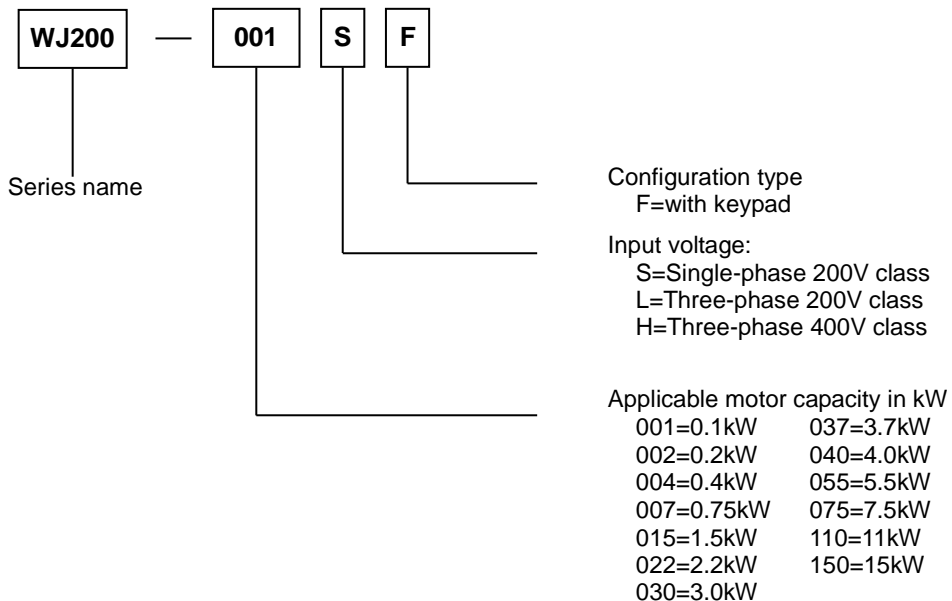 WJ200 — 001 S F
Series name
Configuration type
F=with keypad
Input voltage:
S=Single-phase 200V class
L=Three-phase 200V class
H=Three-phase 400V class
Applicable motor capacity in kW
001=0.1kW 037=3.7kW
002=0.2kW 040=4.0kW
004=0.4kW 055=5.5kW
007=0.75kW 075=7.5kW
015=1.5kW 110=11kW
022=2.2kW 150=15kW
030=3.0kW